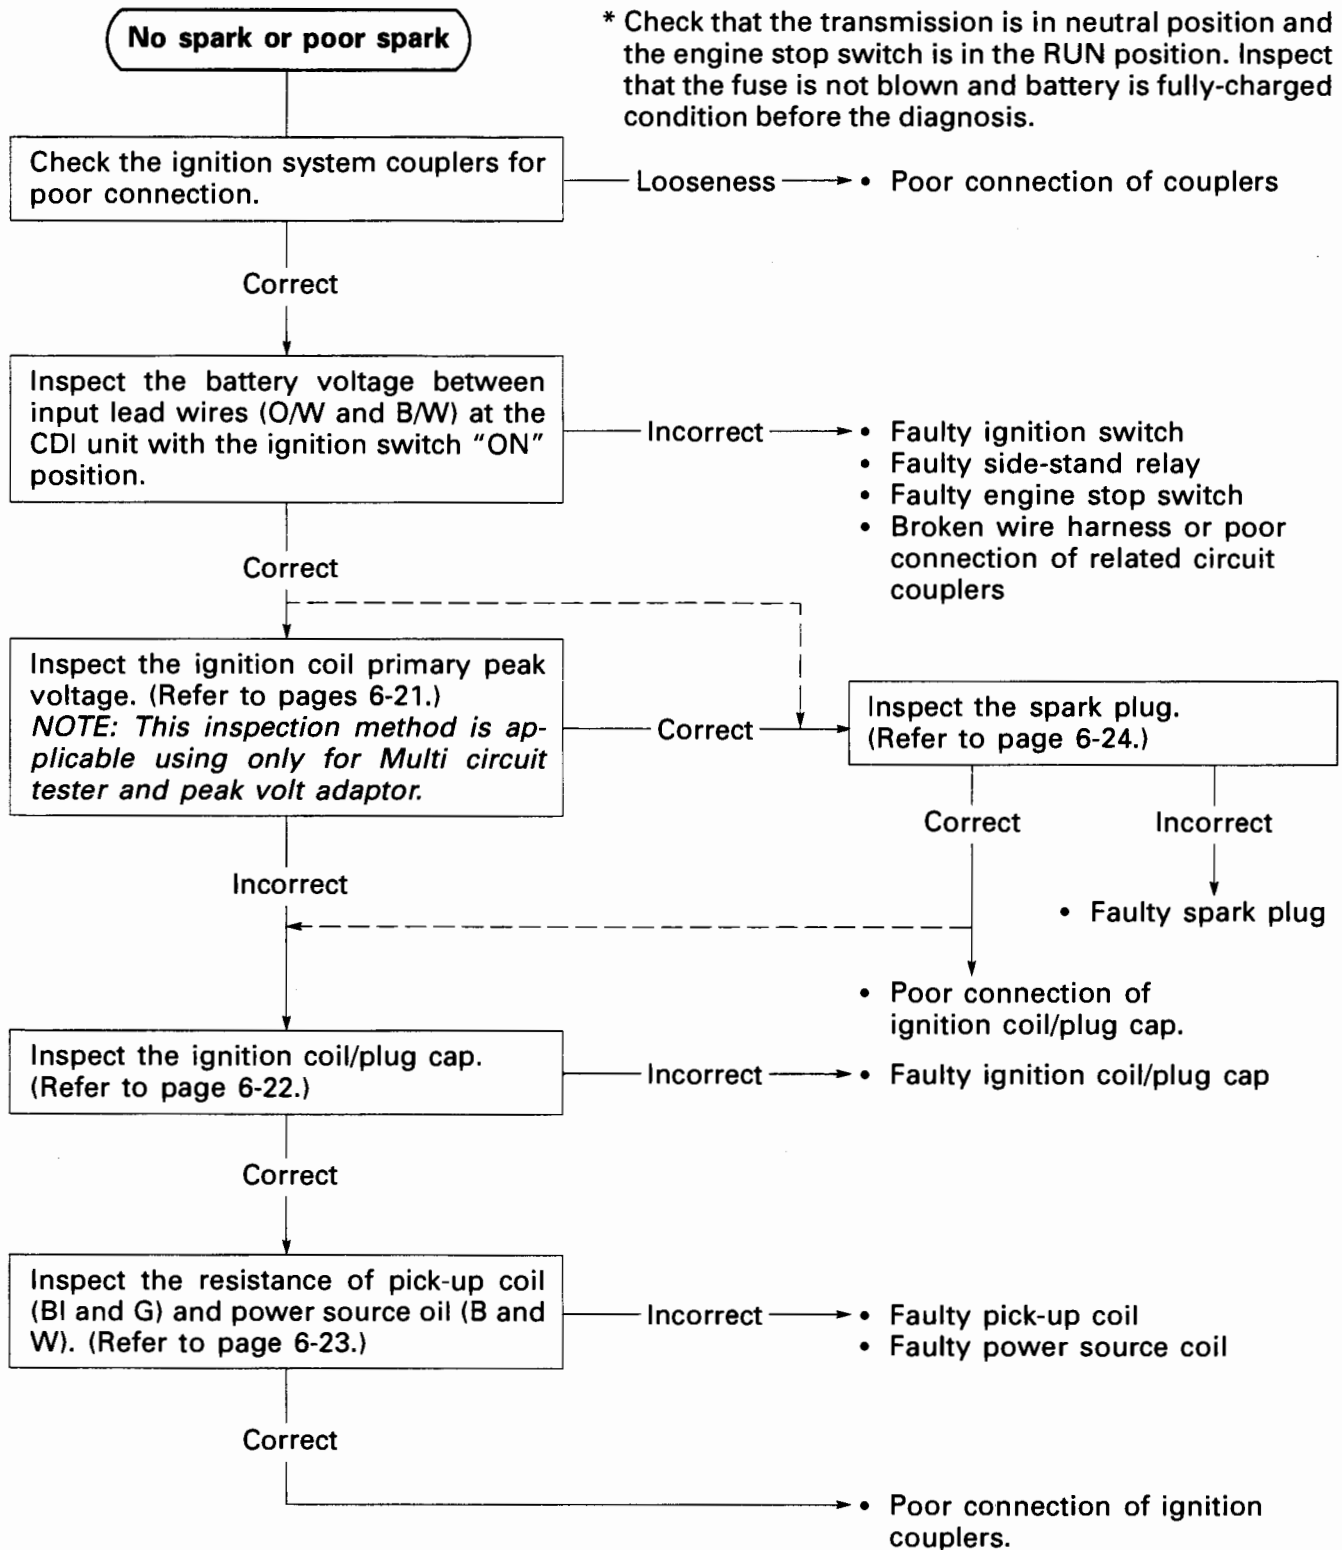 No spark or poor spark
* Check that the transmission is in neutral position and
the engine stop switch is in the RUN position. Inspect
that the fuse is not blown and battery is fully-charged
condition before the diagnosis.
Check the ignition system couplers for
poor connection.
Looseness
• Poor connection of couplers
Correct
Inspect the battery voltage between
input lead wires (O/W and B/W) at the
CDI unit with the ignition switch "ON"
position.
Incorrect
• Faulty ignition switch
• Faulty side-stand relay
• Faulty engine stop switch
• Broken wire harness or poor
connection of related circuit
couplers
Correct
Inspect the ignition coil primary peak
voltage. (Refer to pages 6-21.)
NOTE: This inspection method is ap-
plicable using only for Multi circuit
tester and peak volt adaptor.
Correct
Inspect the spark plug.
(Refer to page 6-24.)
Correct
Incorrect
Incorrect
• Faulty spark plug
• Poor connection of
ignition coil/plug cap.
Inspect the ignition coil/plug cap.
(Refer to page 6-22.)
Incorrect
• Faulty ignition coil/plug cap
Correct
Inspect the resistance of pick-up coil
(Bl and G) and power source oil (B and
W). (Refer to page 6-23.)
Incorrect
• Faulty pick-up coil
• Faulty power source coil
Correct
• Poor connection of ignition
couplers.